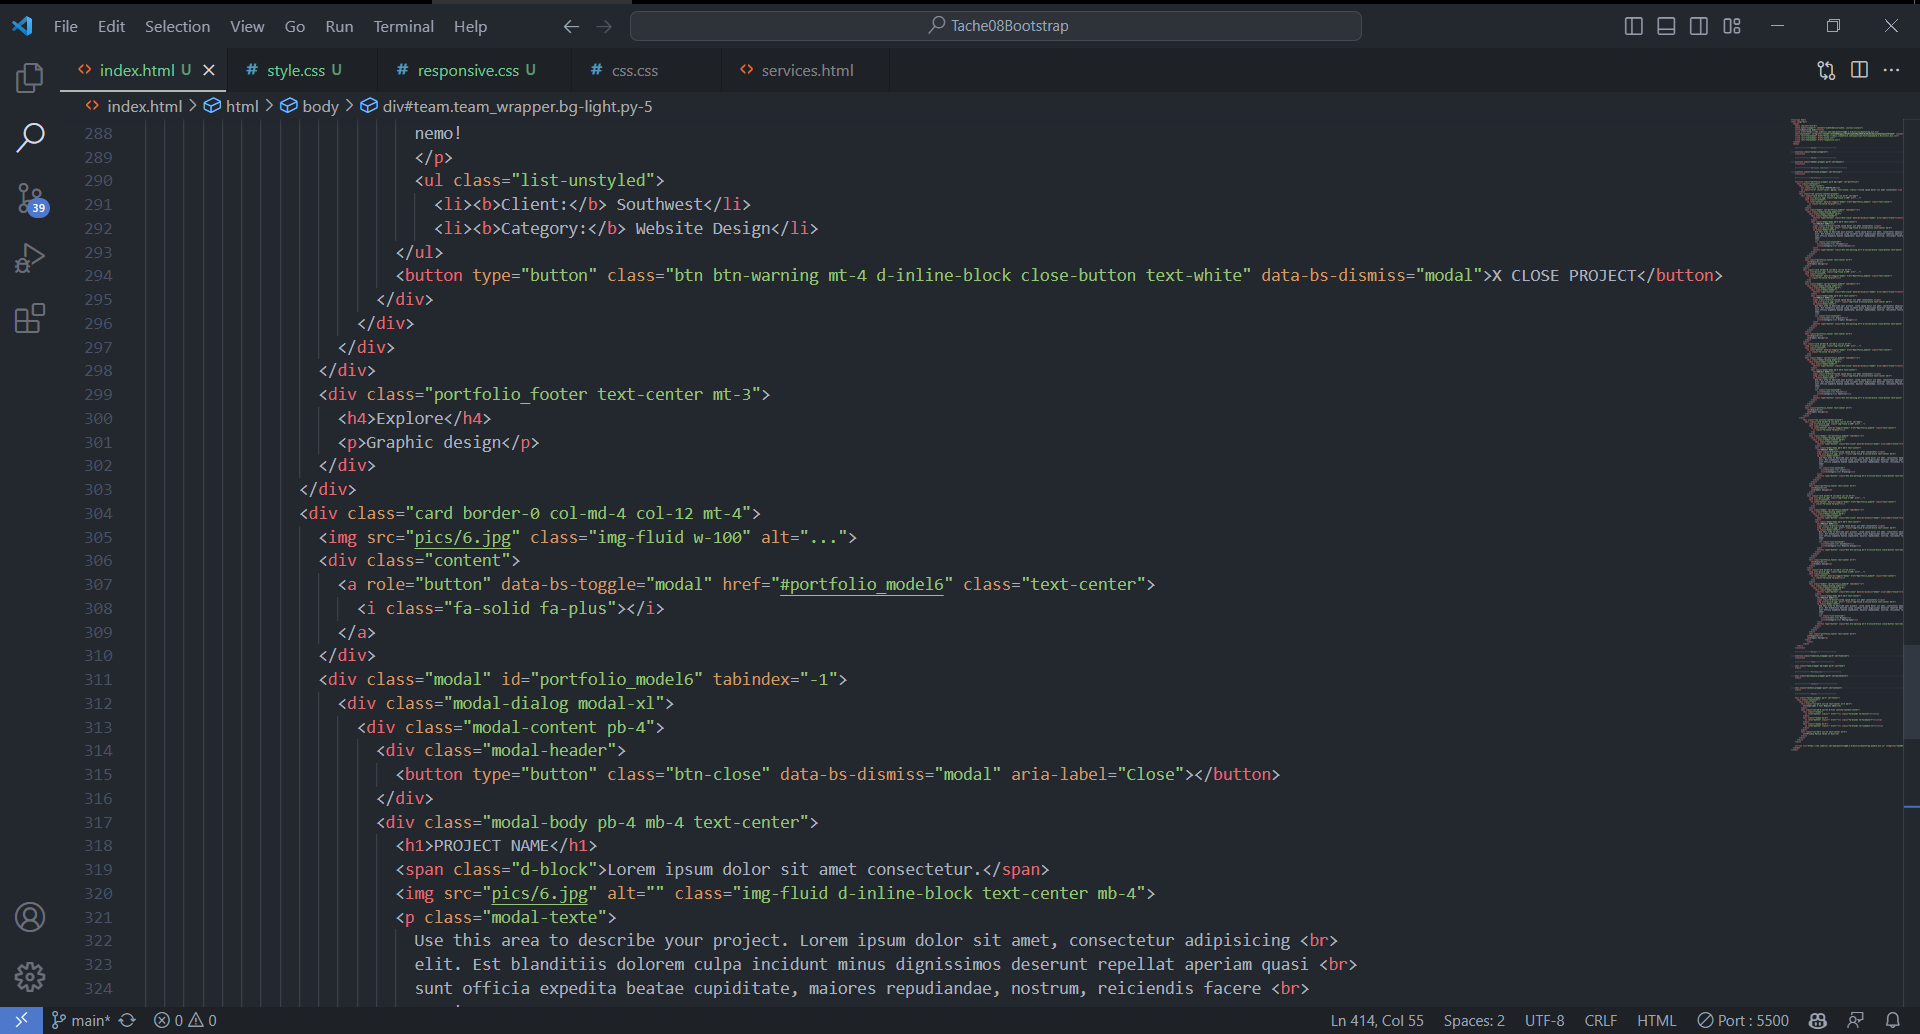 File Edit Selection View Go Run Terminal Help
Tache08Bootstrap
index.html U
style.css U
responsive.css U
css.css
services.html
index.html > html > body > div#team.team_wrapper.bg-light.py-5
39
288 nemo!
289 </p>
290 <ul class="list-unstyled">
291 <li><b>Client:</b> Southwest</li>
292 <li><b>Category:</b> Website Design</li>
293 </ul>
294 <button type="button" class="btn btn-warning mt-4 d-inline-block close-button text-white" data-bs-dismiss="modal">X CLOSE PROJECT</button>
295 </div>
296 </div>
297 </div>
298 </div>
299 <div class="portfolio_footer text-center mt-3">
300 <h4>Explore</h4>
301 <p>Graphic design</p>
302 </div>
303 </div>
304 <div class="card border-0 col-md-4 col-12 mt-4">
305 <img src="pics/6.jpg" class="img-fluid w-100" alt="...">
306 <div class="content">
307 <a role="button" data-bs-toggle="modal" href="#portfolio_model6" class="text-center">
308 <i class="fa-solid fa-plus"></i>
309 </a>
310 </div>
311 <div class="modal" id="portfolio_model6" tabindex="-1">
312 <div class="modal-dialog modal-xl">
313 <div class="modal-content pb-4">
314 <div class="modal-header">
315 <button type="button" class="btn-close" data-bs-dismiss="modal" aria-label="Close"></button>
316 </div>
317 <div class="modal-body pb-4 mb-4 text-center">
318 <h1>PROJECT NAME</h1>
319 <span class="d-block">Lorem ipsum dolor sit amet consectetur.</span>
320 <img src="pics/6.jpg" alt="" class="img-fluid d-inline-block text-center mb-4">
321 <p class="modal-texte">
322 Use this area to describe your project. Lorem ipsum dolor sit amet, consectetur adipisicing <br>
323 elit. Est blanditiis dolorem culpa incidunt minus dignissimos deserunt repellat aperiam quasi <br>
324 sunt officia expedita beatae cupiditate, maiores repudiandae, nostrum, reiciendis facere <br>
main* 0 0
Ln 414, Col 55 Spaces: 2 UTF-8 CRLF HTML Port : 5500